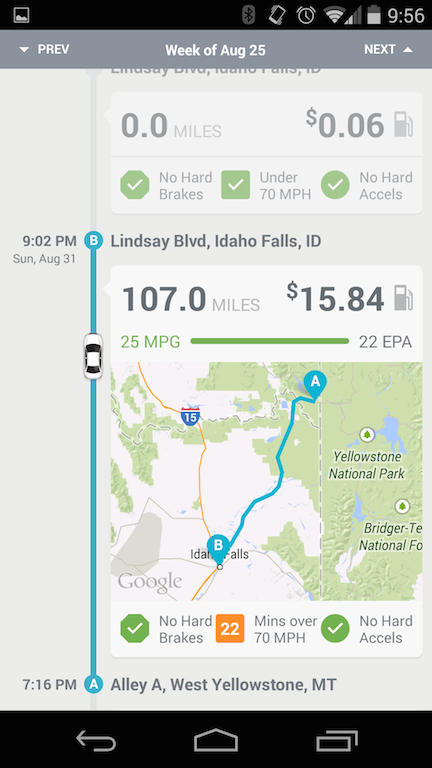 9:56
PREV
Week of Aug 25
NEXT
Lindsay Blvd, Idaho Falls, ID
0.0 MILES
$0.06
No Hard
Brakes
Under
70 MPH
No Hard
Accels
9:02 PM
B
Lindsay Blvd, Idaho Falls, ID
Sun, Aug 31
107.0 MILES
$15.84
25 MPG
22 EPA
A
15
Yellowstone
National Park
Bridger-Te
National Fo
B
Idaho Falls
Google
No Hard
Brakes
22
Mins over
70 MPH
No Hard
Accels
7:16 PM
A
Alley A, West Yellowstone, MT